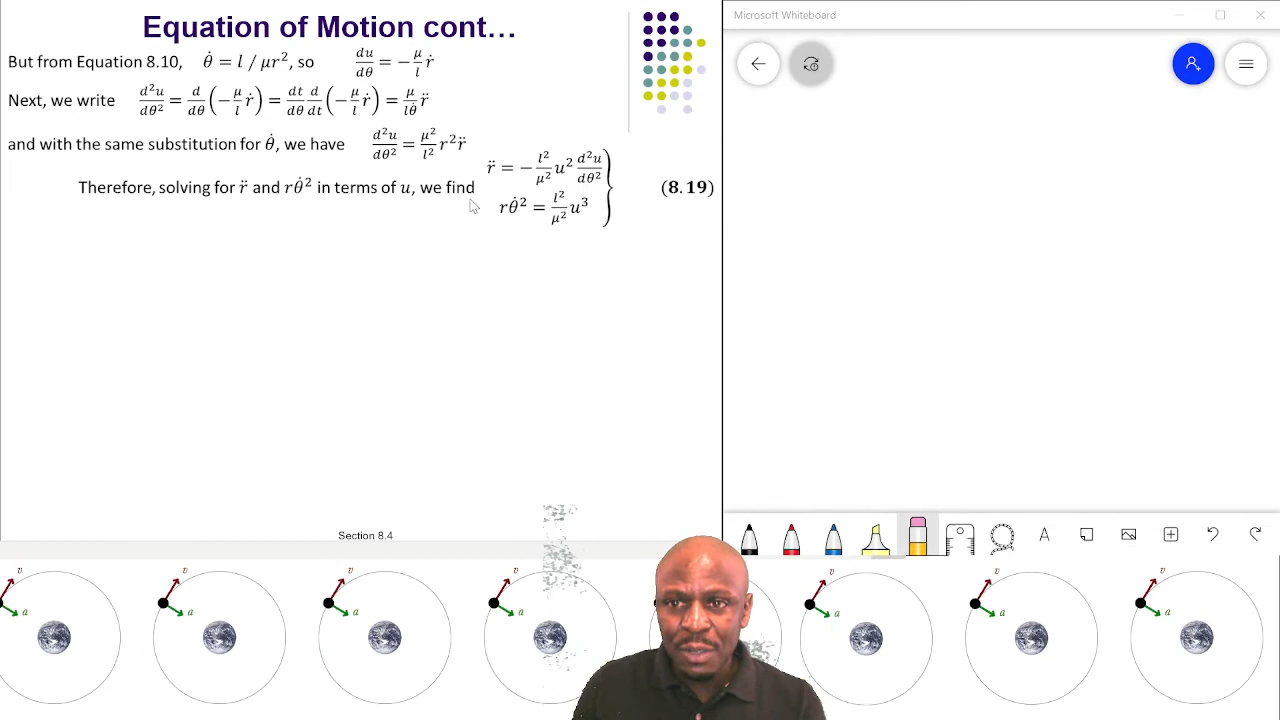 Equation of Motion cont…
But from Equation 8.10, θ̇ = l / μr², so du/dθ = −(μ/l)ṙ
Next, we write d²u/dθ² = d/dθ(−(μ/l)ṙ) = dt/dθ d/dt(−(μ/l)ṙ) = (μ/lθ̇)r̈
and with the same substitution for θ̇, we have d²u/dθ² = (μ²/l²)r²r̈
Therefore, solving for r̈ and rθ̇² in terms of u, we find
r̈ = −(l²/μ²)u² d²u/dθ²
rθ̇² = (l²/μ²)u³
(8.19)
Section 8.4
Microsoft Whiteboard
A
v v v v v v v
a a a a a a a